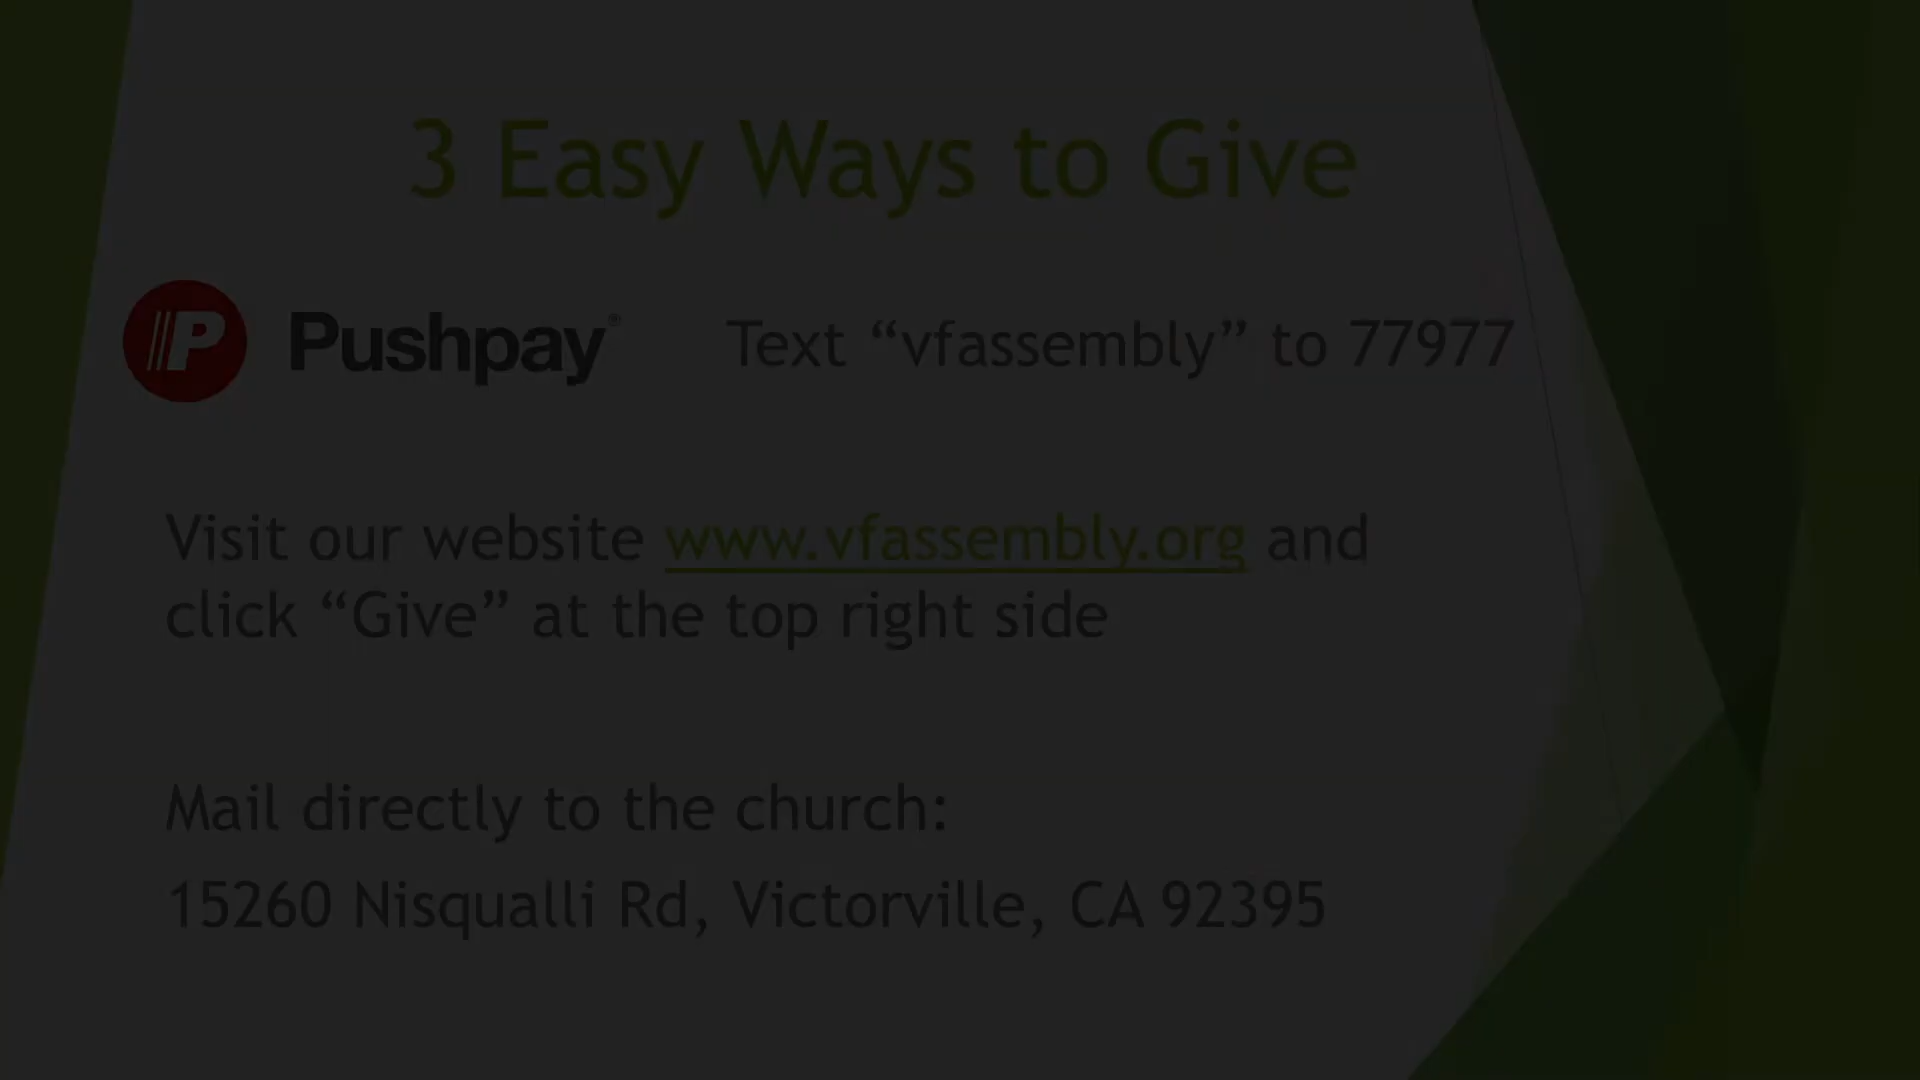 3 Easy Ways to Give
P Pushpay® Text “vfassembly” to 77977
Visit our website www.vfassembly.org and
click “Give” at the top right side
Mail directly to the church:
15260 Nisqualli Rd, Victorville, CA 92395